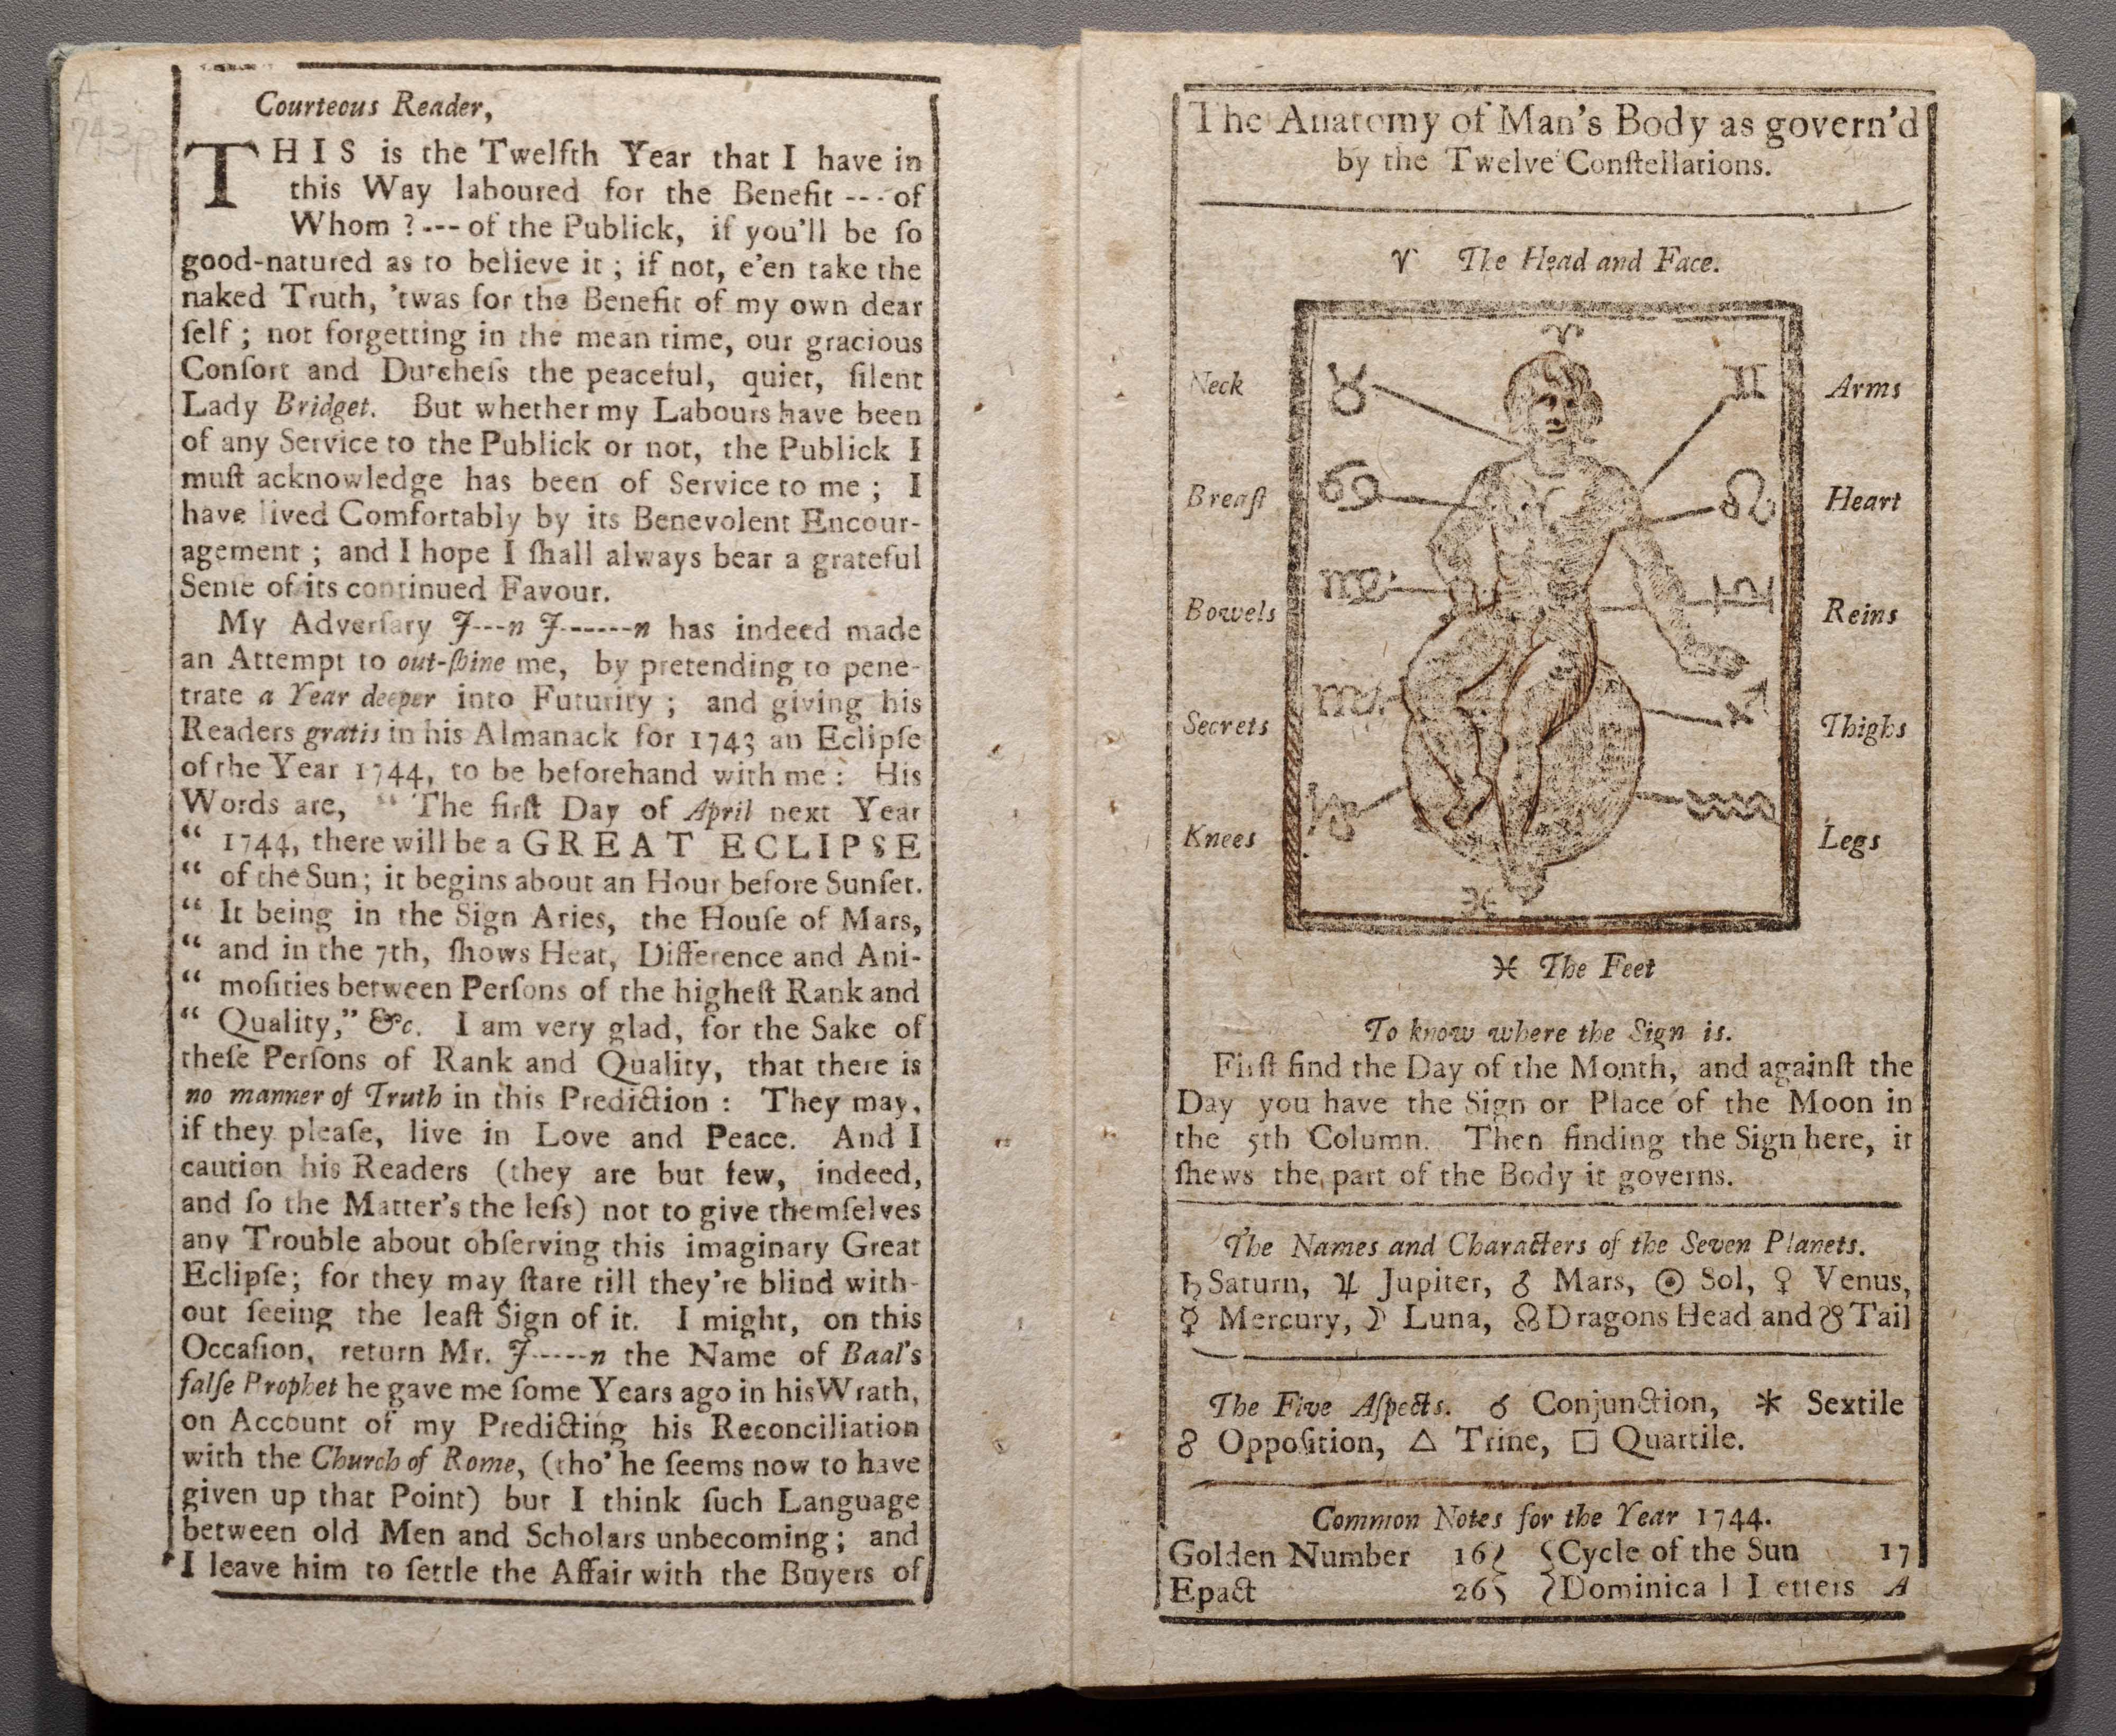 Courteous Reader,
THIS is the Twelfth Year that I have in
this Way laboured for the Benefit --- of
Whom ? --- of the Publick, if you'll be ſo
good-natured as to believe it ; if not, e'en take the
naked Truth, 'twas for the Benefit of my own dear
ſelf ; not forgetting in the mean time, our gracious
Conſort and Dutcheſs the peaceful, quiet, ſilent
Lady Bridget. But whether my Labours have been
of any Service to the Publick or not, the Publick I
muſt acknowledge has been of Service to me ; I
have lived Comfortably by its Benevolent Encour-
agement ; and I hope I ſhall always bear a grateful
Senſe of its continued Favour.
My Adverſary J---n J------n has indeed made
an Attempt to out-ſhine me, by pretending to pene-
trate a Year deeper into Futurity ; and giving his
Readers gratis in his Almanack for 1743 an Eclipſe
of the Year 1744, to be beforehand with me : His
Words are, " The firſt Day of April next Year
" 1744, there will be a GREAT ECLIPSE
" of the Sun; it begins about an Hour before Sunſet.
" It being in the Sign Aries, the Houſe of Mars,
" and in the 7th, ſhows Heat, Difference and Ani-
" moſities between Perſons of the higheſt Rank and
" Quality," &c. I am very glad, for the Sake of
theſe Perſons of Rank and Quality, that there is
no manner of Truth in this Prediction : They may,
if they pleaſe, live in Love and Peace. And I
caution his Readers (they are but few, indeed,
and ſo the Matter's the leſs) not to give themſelves
any Trouble about obſerving this imaginary Great
Eclipſe; for they may ſtare till they're blind with-
out ſeeing the leaſt Sign of it. I might, on this
Occaſion, return Mr. J-----n the Name of Baal's
falſe Prophet he gave me ſome Years ago in his Wrath,
on Account of my Predicting his Reconciliation
with the Church of Rome, (tho' he ſeems now to have
given up that Point) but I think ſuch Language
between old Men and Scholars unbecoming; and
I leave him to ſettle the Affair with the Buyers of
The Anatomy of Man's Body as govern'd
by the Twelve Conſtellations.
♈ The Head and Face.
♈
Neck ♉ ♊ Arms
Breaſt ♋ ♌ Heart
Bowels ♍ ♎ Reins
Secrets ♏ ♐ Thighs
Knees ♑ ♒ Legs
♓
♓ The Feet
To know where the Sign is.
Firſt find the Day of the Month, and againſt the
Day you have the Sign or Place of the Moon in
the 5th Column. Then finding the Sign here, it
ſhews the part of the Body it governs.
The Names and Characters of the Seven Planets.
♄ Saturn, ♃ Jupiter, ♂ Mars, ☉ Sol, ♀ Venus,
☿ Mercury, ☽ Luna, ☊ Dragons Head and ☋ Tail
The Five Aſpects. ☌ Conjunction, ⚹ Sextile
☍ Oppoſition, △ Trine, □ Quartile.
Common Notes for the Year 1744.
Golden Number 16 } { Cycle of the Sun 17
Epact 26 } { Dominical Letters A